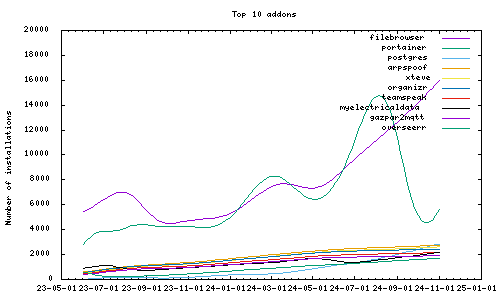 Top 10 addons
20000
18000
16000
14000
12000
10000
8000
6000
4000
2000
0
Number of installations
filebrowser
portainer
postgres
arpspoof
xteve
organizr
teamspeak
myelectricaldata
gazpar2mqtt
overseerr
23-05-01 23-07-01 23-09-01 23-11-01 24-01-01 24-03-01 24-05-01 24-07-01 24-09-01 24-11-01 25-01-01